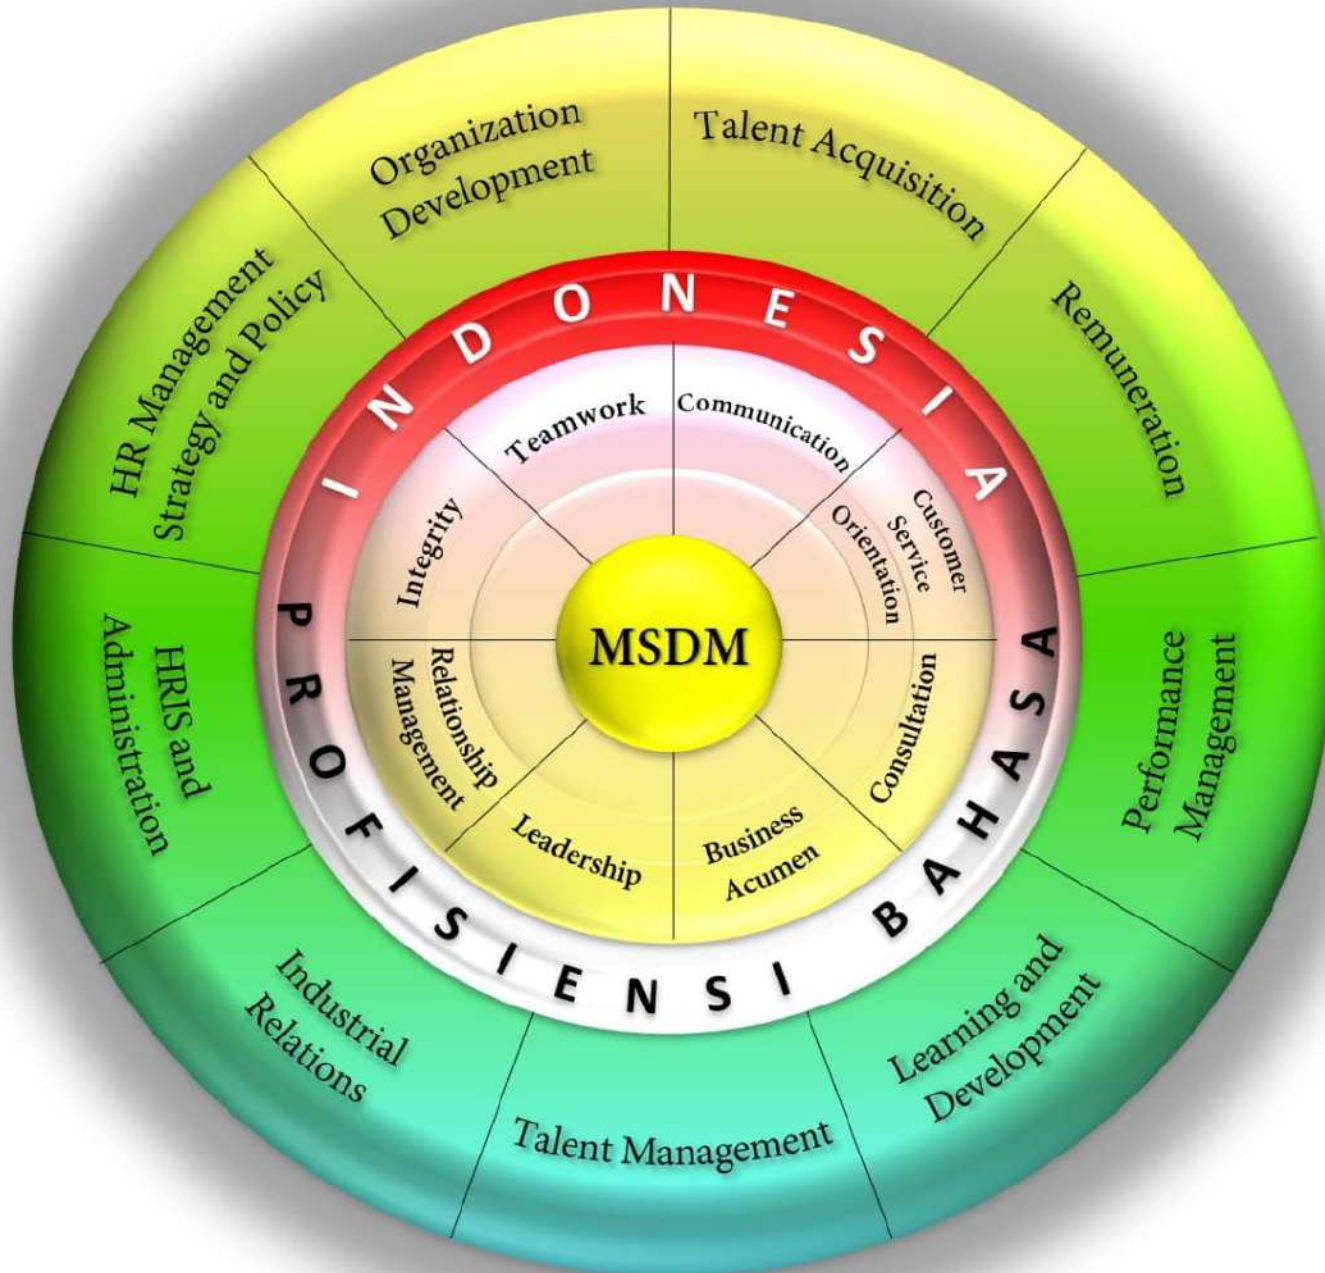 Organization
Development
Talent Acquisition
Remuneration
Performance
Management
Learning and
Development
Talent Management
Industrial
Relations
HRIS and
Administration
HR Management
Strategy and Policy
INDONESIA
PROFISIENSI BAHASA
Teamwork
Communication
Customer
Service
Orientation
Consultation
Business
Acumen
Leadership
Relationship
Management
Integrity
MSDM